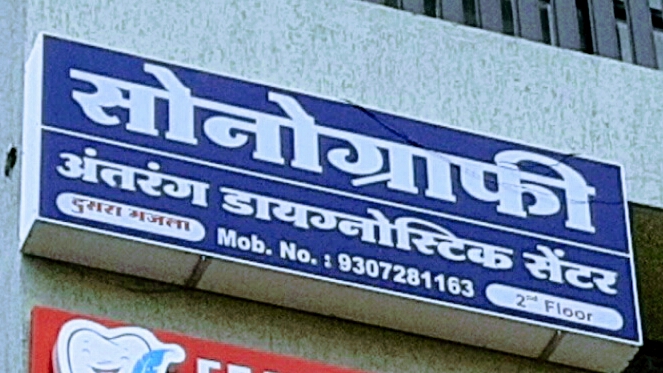 सोनोग्राफी
अंतरंग डायग्नोस्टिक सेंटर
दुसरा मजला
Mob. No. : 9307281163
2nd Floor